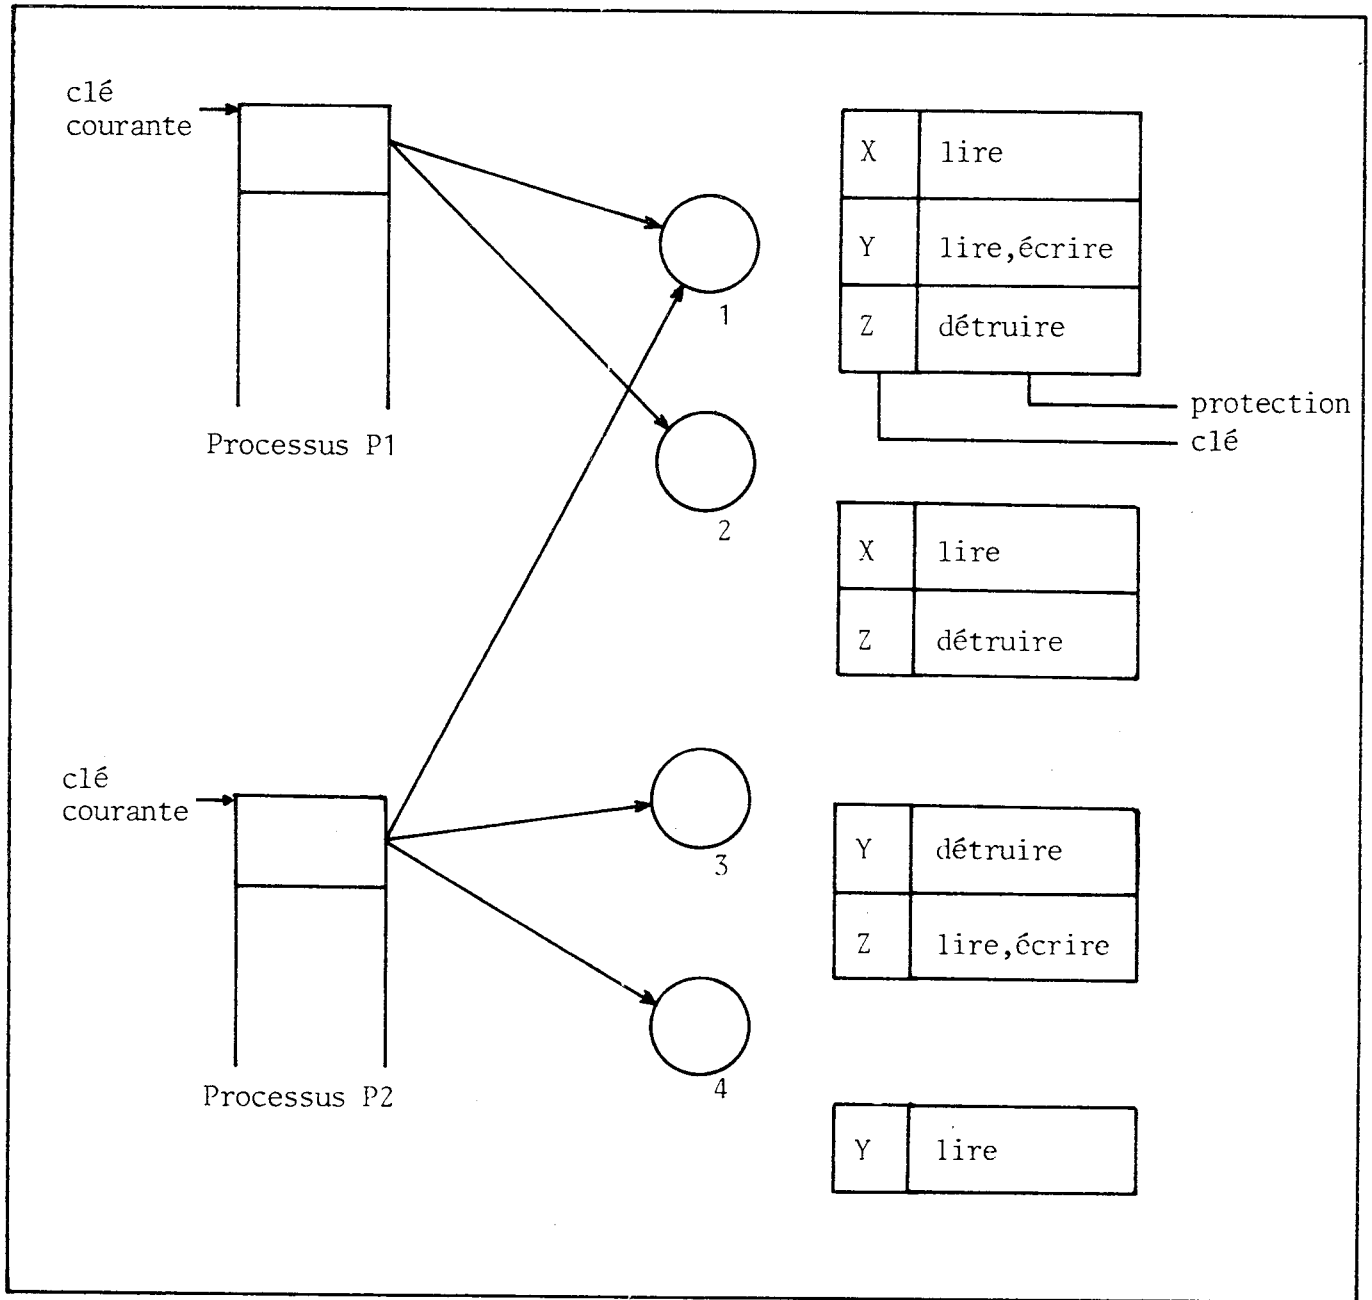 clé
courante
X lire
Y lire,écrire
1
Z détruire
protection
Processus P1
clé
2
X lire
Z détruire
clé
courante
3
Y détruire
Z lire,écrire
Processus P2
4
Y lire